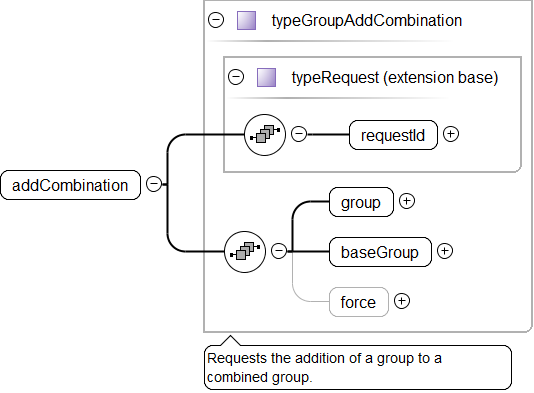 typeGroupAddCombination
typeRequest (extension base)
requestId
addCombination
group
baseGroup
force
Requests the addition of a group to a
combined group.